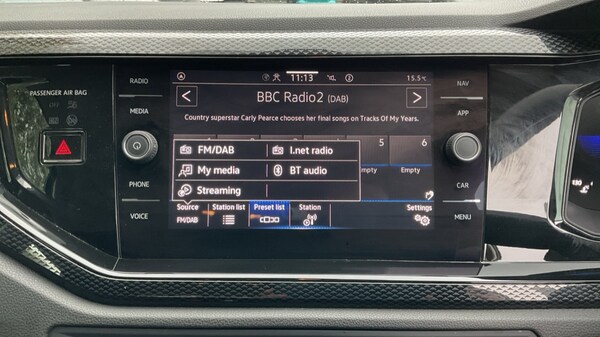 RADIO
MEDIA
PHONE
VOICE
PASSENGER AIR BAG
11:13
15.5°C
BBC Radio2 (DAB)
Country superstar Carly Pearce chooses her final songs on Tracks Of My Years.
5
6
Empty
FM/DAB
I.net radio
My media
BT audio
Streaming
Source
FM/DAB
Station list
Preset list
Station
Settings
NAV
APP
CAR
MENU
130